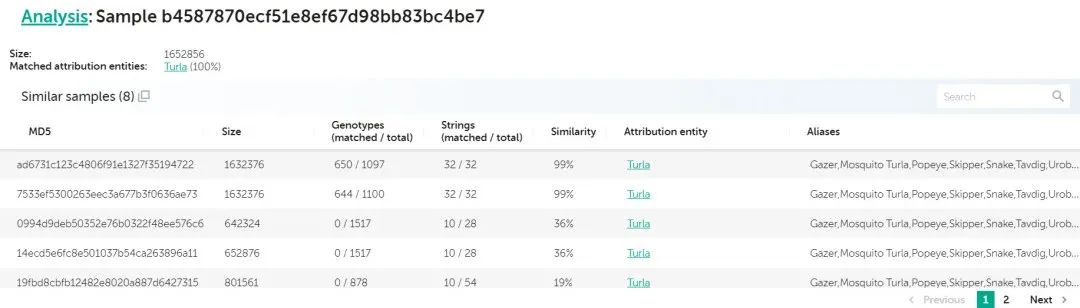 Analysis: Sample b4587870ecf51e8ef67d98bb83bc4be7
Size: 1652856
Matched attribution entities: Turla (100%)
Similar samples (8) Search
MD5 Size Genotypes (matched / total) Strings (matched / total) Similarity Attribution entity Aliases
ad6731c123c4806f91e1327f35194722 1632376 650 / 1097 32 / 32 99% Turla Gazer,Mosquito Turla,Popeye,Skipper,Snake,Tavdig,Urob...
7533ef5300263eec3a677b3f0636ae73 1632376 644 / 1100 32 / 32 99% Turla Gazer,Mosquito Turla,Popeye,Skipper,Snake,Tavdig,Urob...
0994d9deb50352e76b0322f48ee576c6 642324 0 / 1517 10 / 28 36% Turla Gazer,Mosquito Turla,Popeye,Skipper,Snake,Tavdig,Urob...
14ecd5e6fc8e501037b54ca263896a11 652876 0 / 1517 10 / 28 36% Turla Gazer,Mosquito Turla,Popeye,Skipper,Snake,Tavdig,Urob...
19fbd8cbfb12482e8020a887d6427315 801561 0 / 878 10 / 54 19% Turla Gazer,Mosquito Turla,Popeye,Skipper,Snake,Tavdig,Urob...
< Previous 1 2 Next >